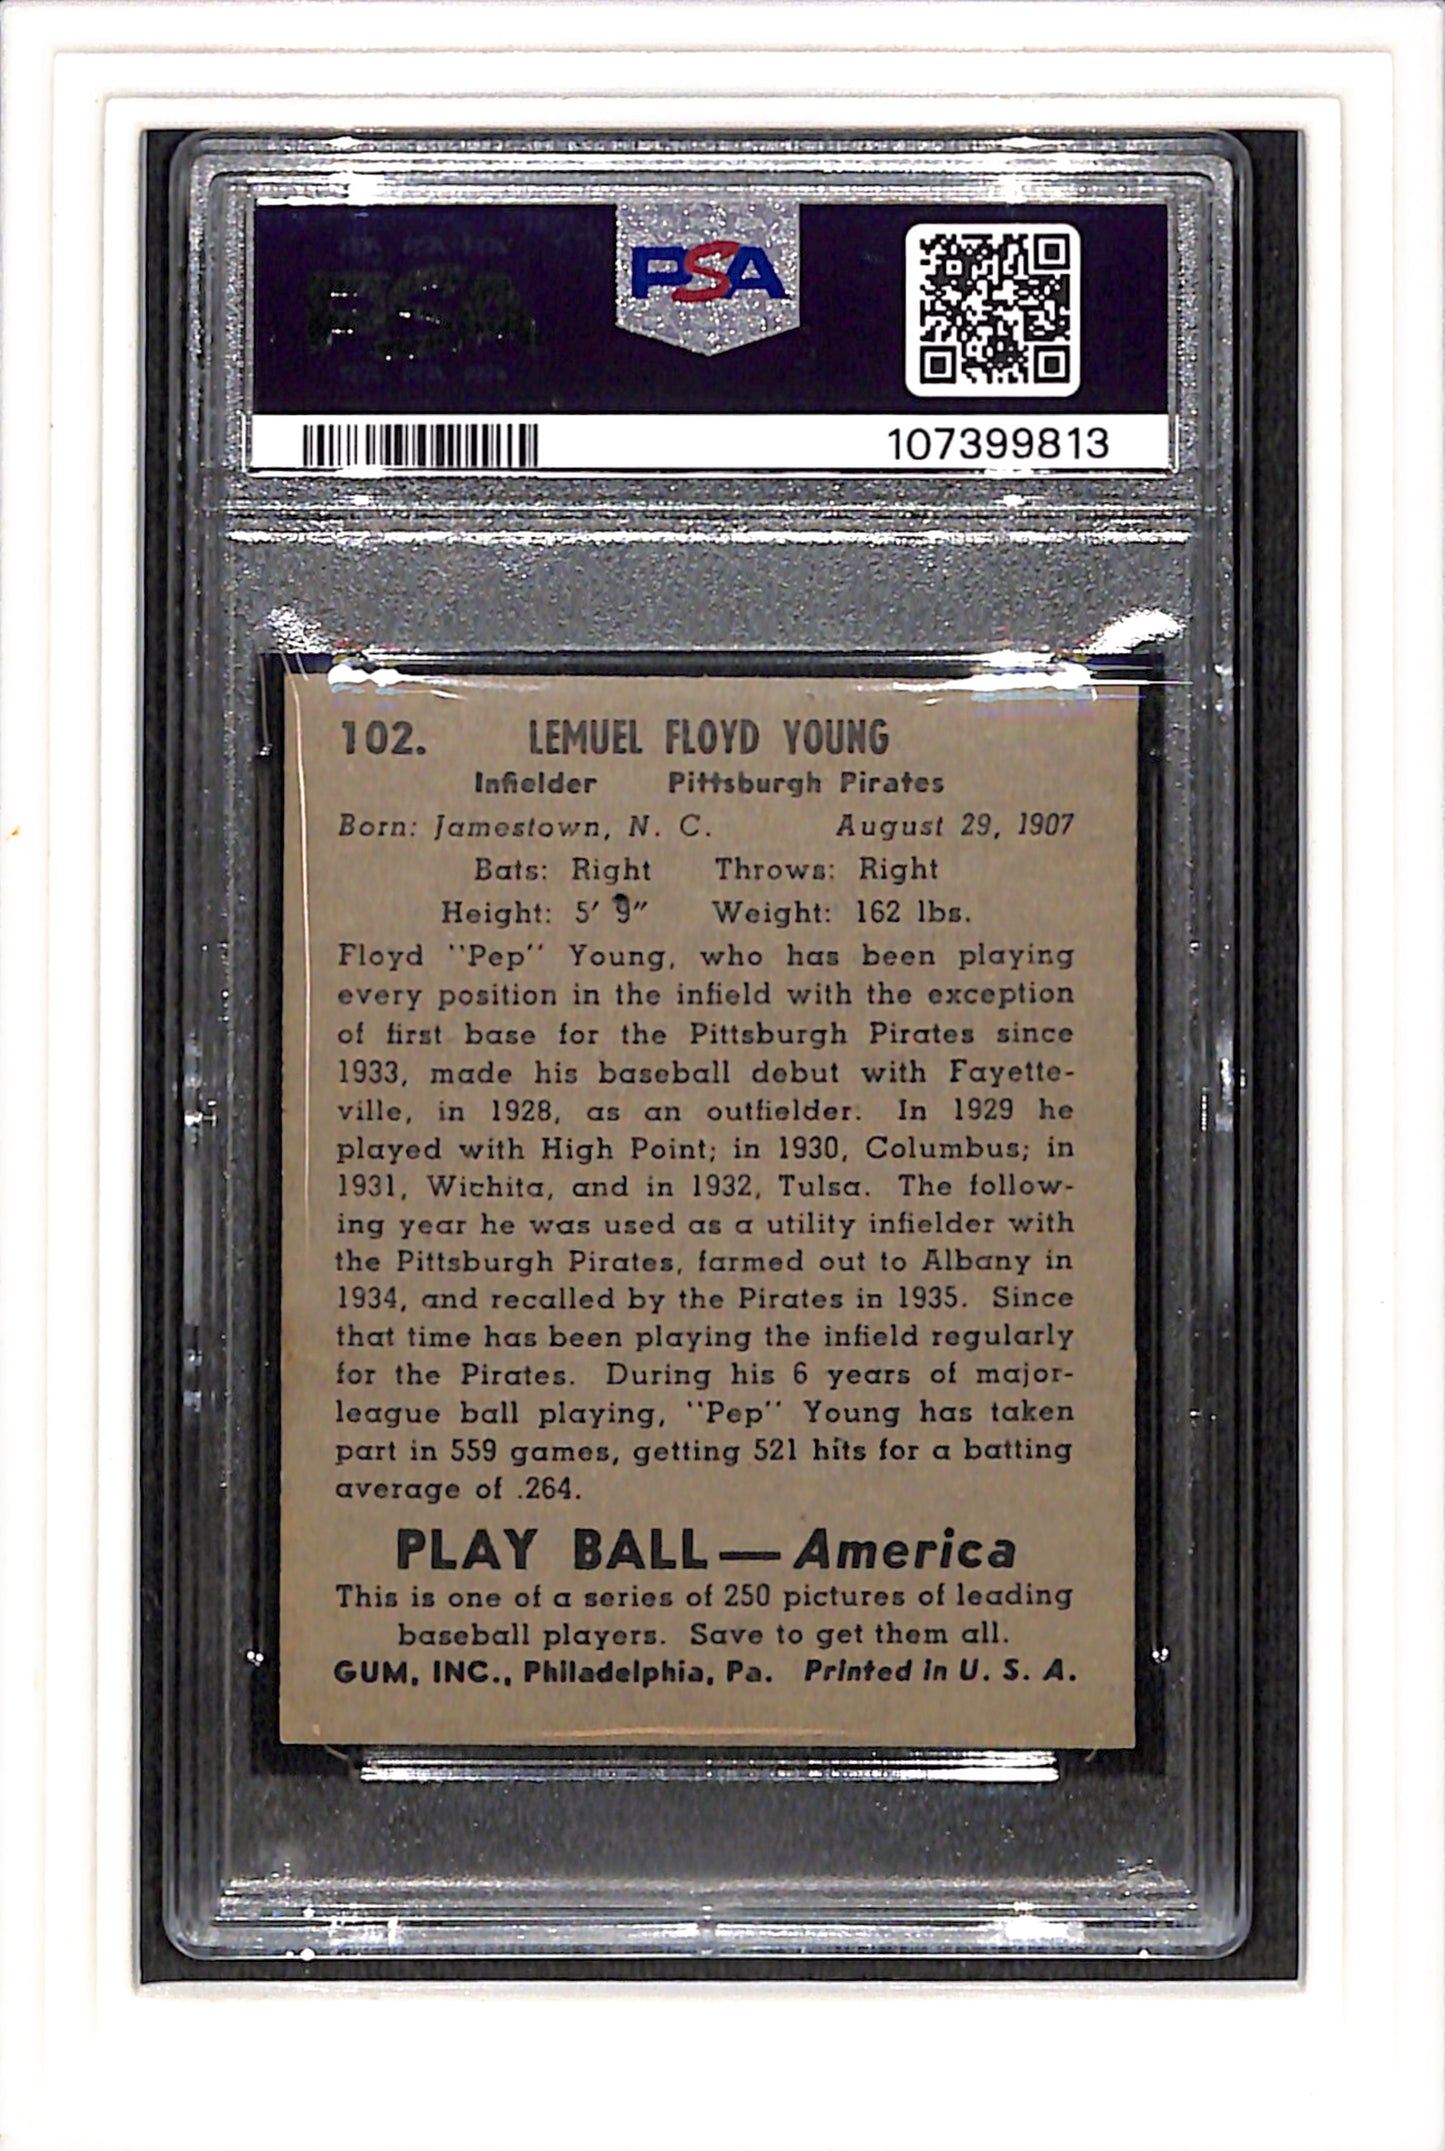 PSA
PSA
107399813
102. LEMUEL FLOYD YOUNG
Infielder Pittsburgh Pirates
Born: Jamestown, N. C. August 29, 1907
Bats: Right Throws: Right
Height: 5′ 9″ Weight: 162 lbs.
Floyd "Pep" Young, who has been playing
every position in the infield with the exception
of first base for the Pittsburgh Pirates since
1933, made his baseball debut with Fayette-
ville, in 1928, as an outfielder. In 1929 he
played with High Point; in 1930, Columbus; in
1931, Wichita, and in 1932, Tulsa. The follow-
ing year he was used as a utility infielder with
the Pittsburgh Pirates, farmed out to Albany in
1934, and recalled by the Pirates in 1935. Since
that time has been playing the infield regularly
for the Pirates. During his 6 years of major-
league ball playing, "Pep" Young has taken
part in 559 games, getting 521 hits for a batting
average of .264.
PLAY BALL—America
This is one of a series of 250 pictures of leading
baseball players. Save to get them all.
GUM, INC., Philadelphia, Pa. Printed in U. S. A.